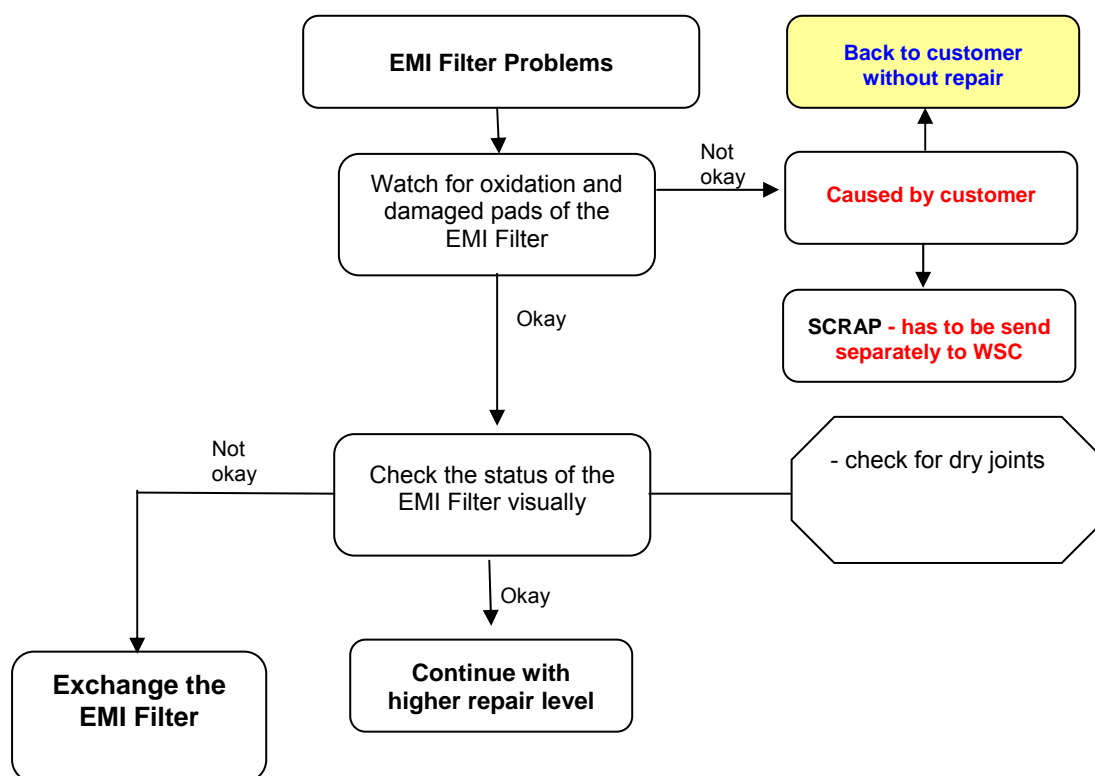 EMI Filter Problems
Back to customer
without repair
Watch for oxidation and
damaged pads of the
EMI Filter
Not
okay
Caused by customer
SCRAP - has to be send
separately to WSC
Okay
Not
okay
Check the status of the
EMI Filter visually
- check for dry joints
Okay
Exchange the
EMI Filter
Continue with
higher repair level